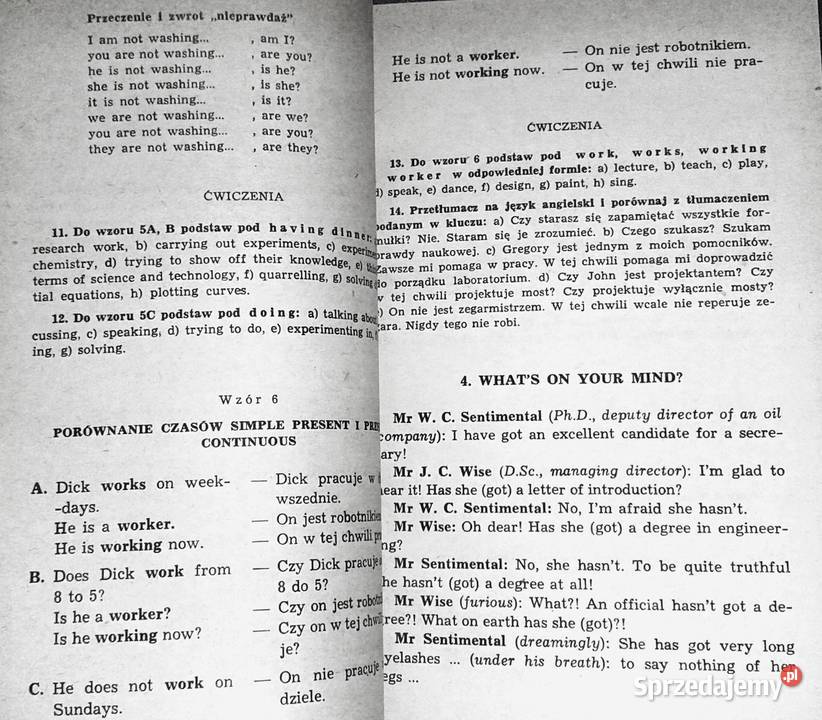 Przeczenie i zwrot „nieprawdaż"
I am not washing... , am I?
you are not washing... , are you?
he is not washing... , is he?
she is not washing... , is she?
it is not washing... , is it?
we are not washing... , are we?
you are not washing... , are you?
they are not washing... , are they?
ĆWICZENIA
11. Do wzoru 5A, B podstaw pod having dinner:
research work, b) carrying out experiments, c)
chemistry, d) trying to show off their knowledge, e)
terms of science and technology, f) quarrelling, g) solving
tial equations, h) plotting curves.
12. Do wzoru 5C podstaw pod doing: a) talking about
cussing, c) speaking, d) trying to do, e) experimenting in,
ing, g) solving.
Wzór 6
PORÓWNANIE CZASÓW SIMPLE PRESENT I
CONTINUOUS
A. Dick works on week- — Dick pracuje w
-days. wszednie.
He is a worker. — On jest
He is working now. — On w tej chwili
B. Does Dick work from — Czy Dick pracuje
8 to 5? 8 do 5?
Is he a worker? — Czy on jest
Is he working now? — Czy on w tej
je?
C. He does not work on — On nie pracuje
Sundays. dziele.
He is not a worker. — On nie jest robotnikiem.
He is not working now. — On w tej chwili nie pra-
cuje.
ĆWICZENIA
13. Do wzoru 6 podstaw pod work, works, working
worker w odpowiedniej formie: a) lecture, b) teach, c) play,
d) speak, e) dance, f) design, g) paint, h) sing.
14. Przetłumacz na język angielski i porównaj z tłumaczeniem
podanym w kluczu: a) Czy starasz się zapamiętać wszystkie for-
mułki? Nie. Staram się je zrozumieć. b) Czego szukasz? Szukam
prawdy naukowej. c) Gregory jest jednym z moich pomocników.
Zawsze mi pomaga w pracy. W tej chwili pomaga mi doprowadzić
do porządku laboratorium. d) Czy John jest projektantem? Czy
w tej chwili projektuje most? Czy projektuje wyłącznie mosty?
) On nie jest zegarmistrzem. W tej chwili wcale nie reperuje ze-
gara. Nigdy tego nie robi.
4. WHAT'S ON YOUR MIND?
Mr W. C. Sentimental (Ph.D., deputy director of an oil
company): I have got an excellent candidate for a secre-
ary!
Mr J. C. Wise (D.Sc., managing director): I'm glad to
hear it! Has she (got) a letter of introduction?
Mr W. C. Sentimental: No, I'm afraid she hasn't.
Mr Wise: Oh dear! Has she (got) a degree in engineer-
ng?
Mr Sentimental: No, she hasn't. To be quite truthful
he hasn't (got) a degree at all!
Mr Wise (furious): What?! An official hasn't got a de-
ree?! What on earth has she (got)?!
Mr Sentimental (dreamingly): She has got very long
yelashes ... (under his breath): to say nothing of her
egs ...
Sprzedajemy.pl